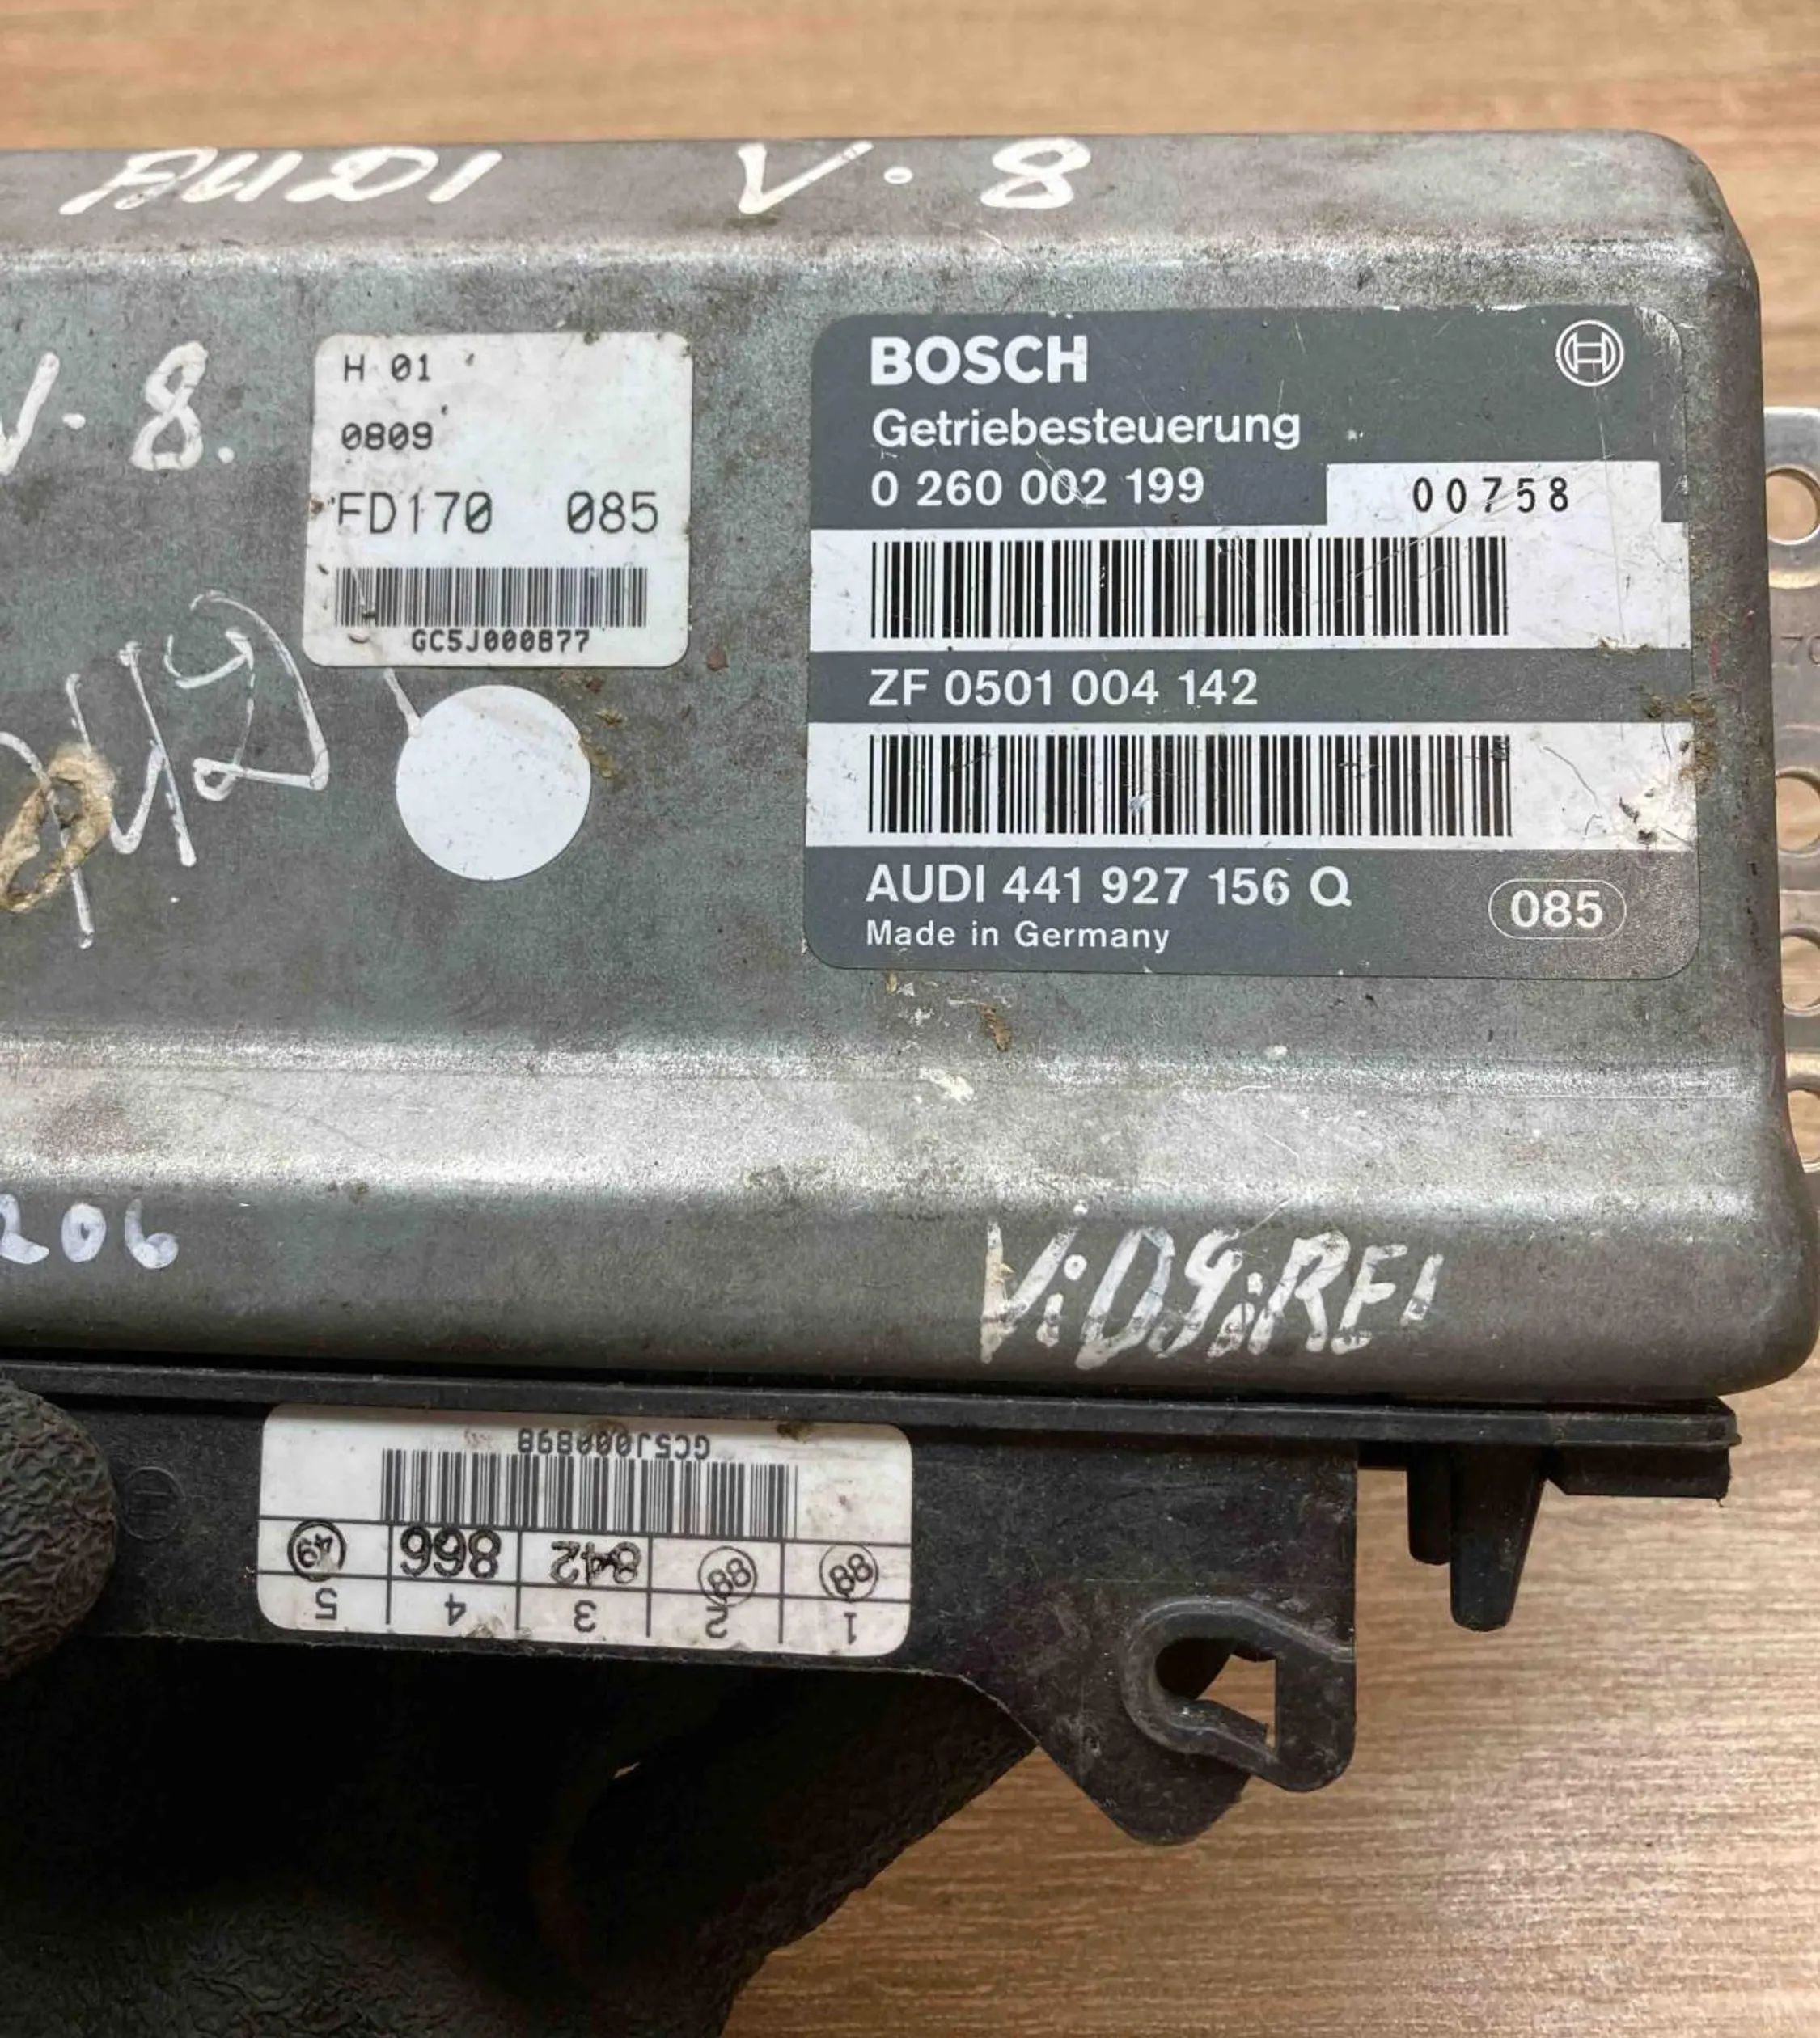 AUDI V.8
V.8.
H 01
0809
FD170 085
GC5J000877
BOSCH
Getriebesteuerung
0 260 002 199
00758
ZF 0501 004 142
AUDI 441 927 156 Q
085
Made in Germany
206
GC5J000898
88 88 842 866 49
1 2 3 4 5